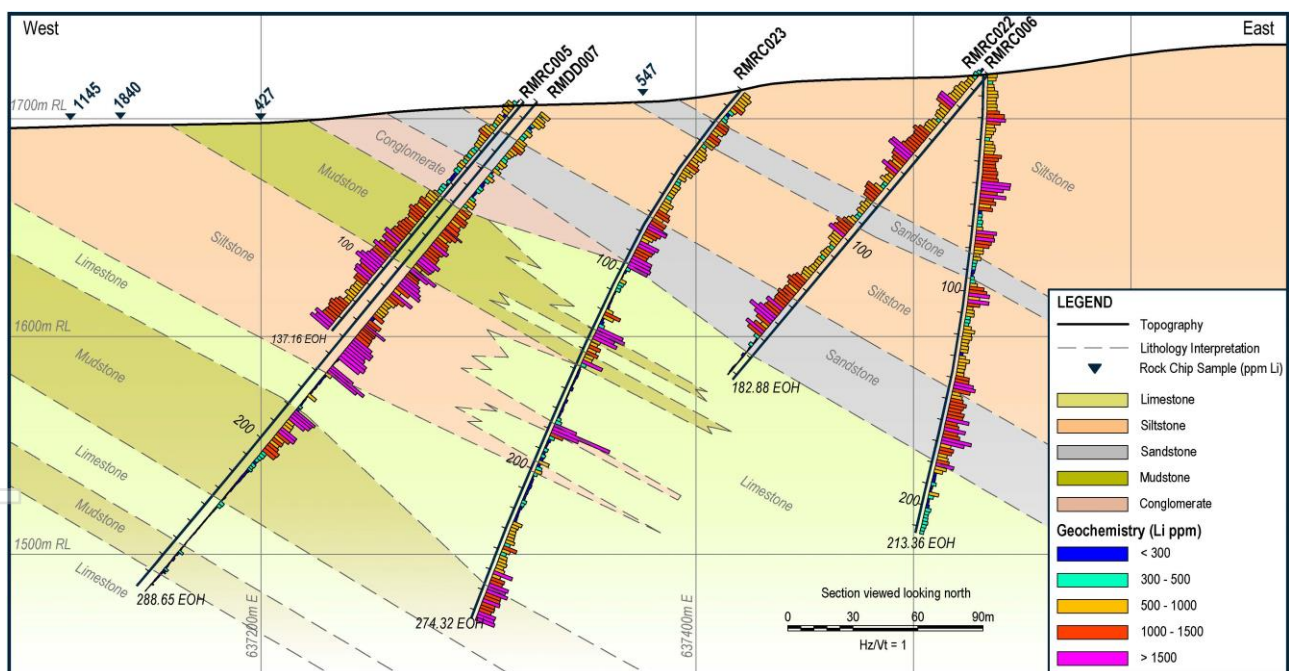 West
East
1145
1840
427
RMRC005
RMDD007
547
RMRC023
RMRC022
RMRC006
1700m RL
Conglomerate
Mudstone
Siltstone
Sandstone
Siltstone
Limestone
100
100
100
100
Siltstone
137.16 EOH
1600m RL
Mudstone
Sandstone
182.88 EOH
200
200
200
Limestone
Limestone
Mudstone
213.36 EOH
1500m RL
Limestone
288.65 EOH
274.32 EOH
637200m E
637400m E
Section viewed looking north
0 30 60 90m
Hz/Vt = 1
LEGEND
Topography
Lithology Interpretation
Rock Chip Sample (ppm Li)
Limestone
Siltstone
Sandstone
Mudstone
Conglomerate
Geochemistry (Li ppm)
< 300
300 - 500
500 - 1000
1000 - 1500
> 1500